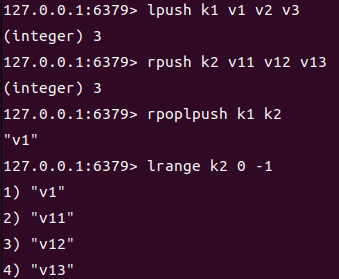 127.0.0.1:6379> lpush k1 v1 v2 v3
(integer) 3
127.0.0.1:6379> rpush k2 v11 v12 v13
(integer) 3
127.0.0.1:6379> rpoplpush k1 k2
"v1"
127.0.0.1:6379> lrange k2 0 -1
1) "v1"
2) "v11"
3) "v12"
4) "v13"